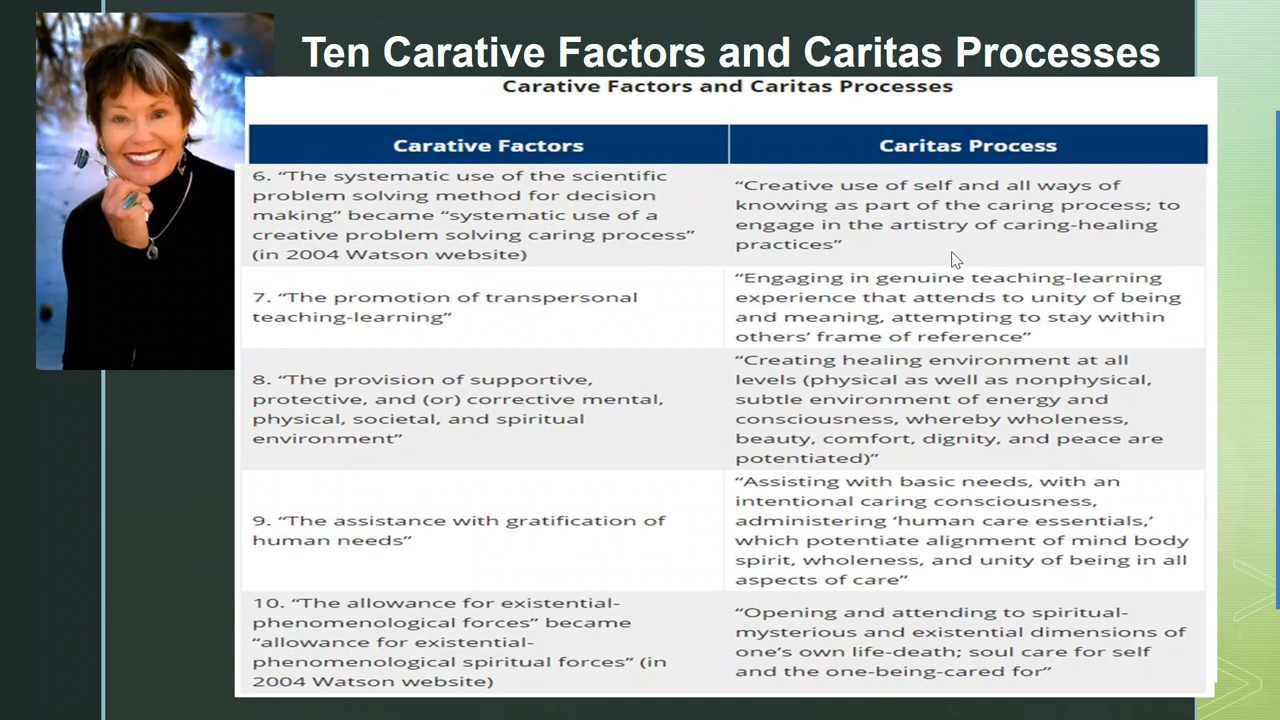 Ten Carative Factors and Caritas Processes
Carative Factors and Caritas Processes
Carative Factors
Caritas Process
6. “The systematic use of the scientific
problem solving method for decision
making” became “systematic use of a
creative problem solving caring process”
(in 2004 Watson website)
“Creative use of self and all ways of
knowing as part of the caring process; to
engage in the artistry of caring-healing
practices”
7. “The promotion of transpersonal
teaching-learning”
“Engaging in genuine teaching-learning
experience that attends to unity of being
and meaning, attempting to stay within
others’ frame of reference”
8. “The provision of supportive,
protective, and (or) corrective mental,
physical, societal, and spiritual
environment”
“Creating healing environment at all
levels (physical as well as nonphysical,
subtle environment of energy and
consciousness, whereby wholeness,
beauty, comfort, dignity, and peace are
potentiated)”
9. “The assistance with gratification of
human needs”
“Assisting with basic needs, with an
intentional caring consciousness,
administering ‘human care essentials,’
which potentiate alignment of mind body
spirit, wholeness, and unity of being in all
aspects of care”
10. “The allowance for existential-
phenomenological forces” became
“allowance for existential-
phenomenological spiritual forces” (in
2004 Watson website)
“Opening and attending to spiritual-
mysterious and existential dimensions of
one’s own life-death; soul care for self
and the one-being-cared for”